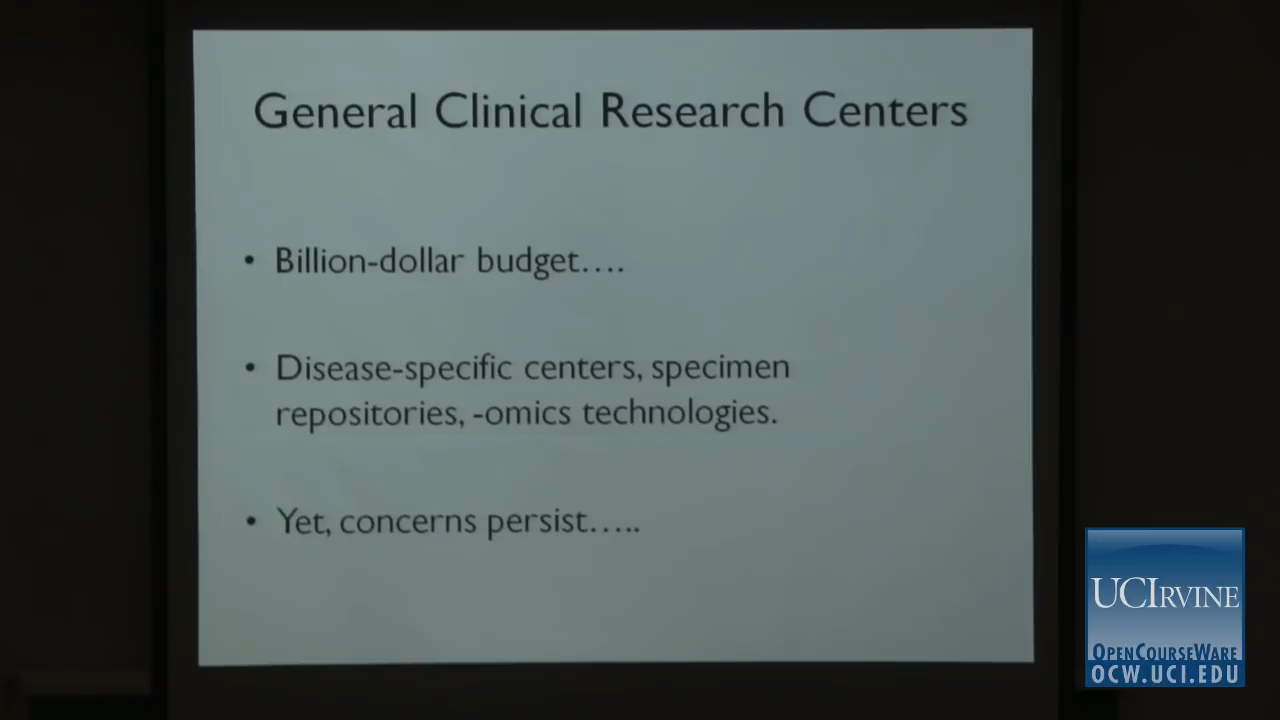 General Clinical Research Centers
• Billion-dollar budget….
• Disease-specific centers, specimen
repositories, -omics technologies.
• Yet, concerns persist…..
UCIRVINE
OPENCOURSEWARE
OCW.UCI.EDU